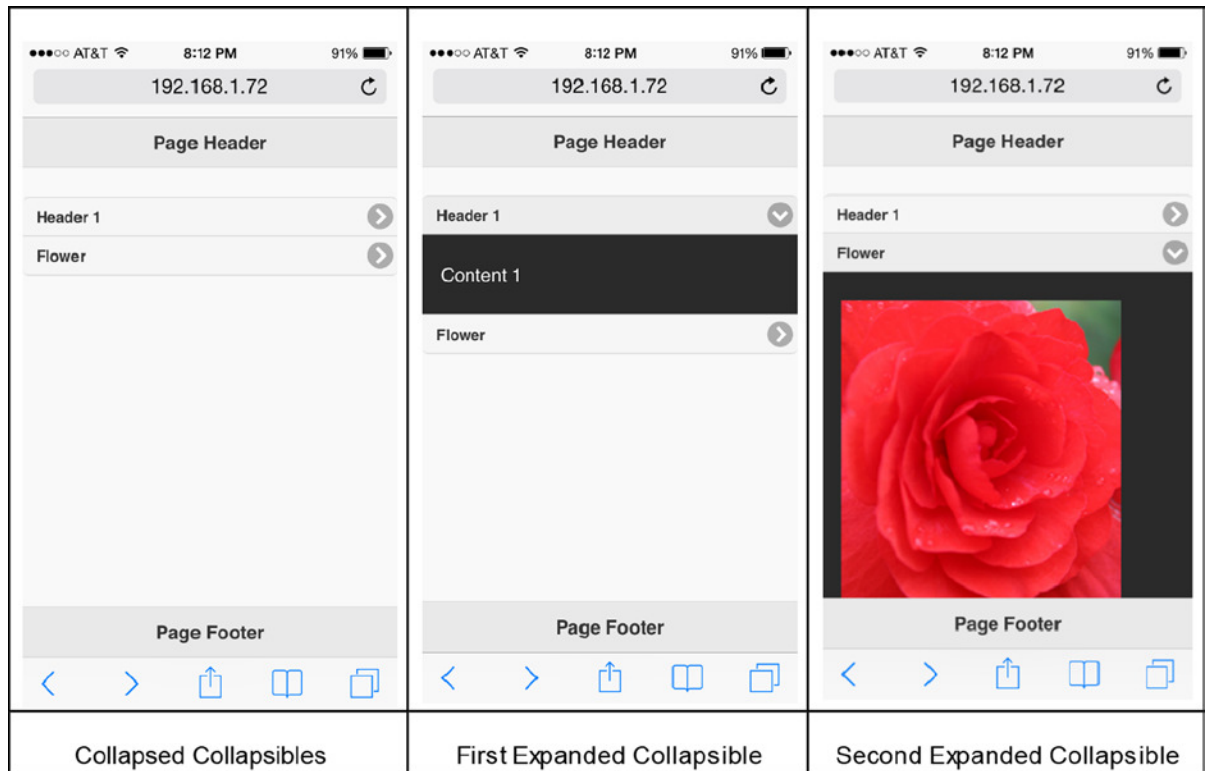 AT&T 8:12 PM 91%
192.168.1.72
Page Header
Header 1
Flower
Page Footer
Collapsed Collapsibles
AT&T 8:12 PM 91%
192.168.1.72
Page Header
Header 1
Content 1
Flower
Page Footer
First Expanded Collapsible
AT&T 8:12 PM 91%
192.168.1.72
Page Header
Header 1
Flower
Page Footer
Second Expanded Collapsible